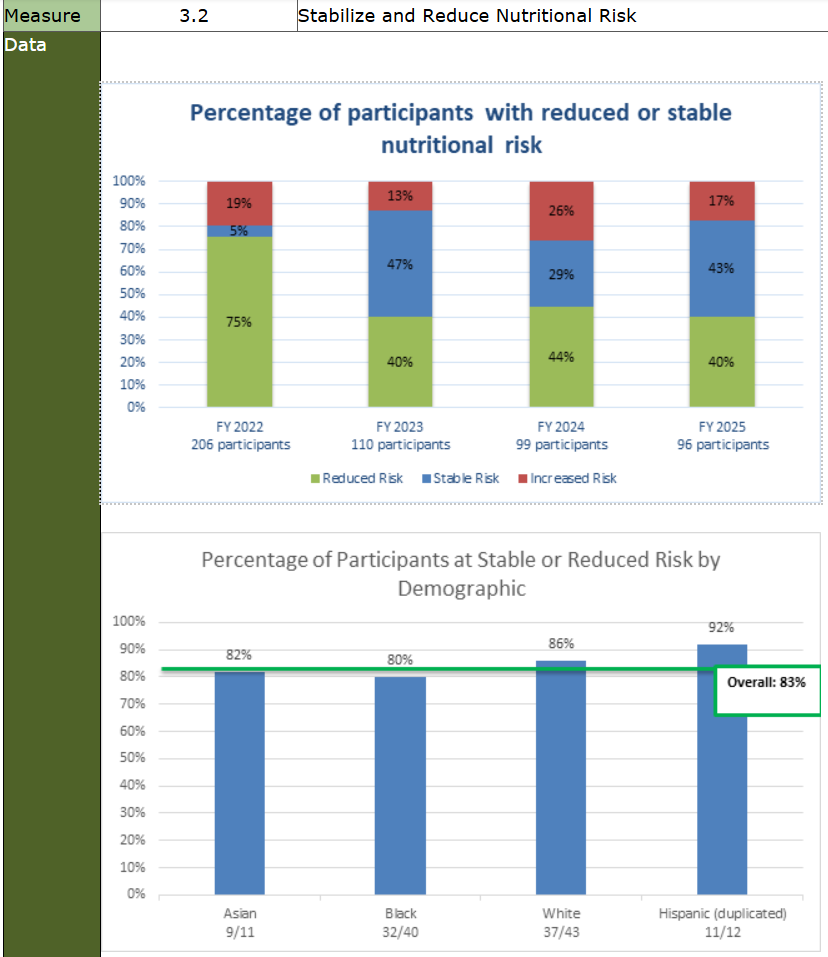 Measure 3.2 Stabilize and Reduce Nutritional Risk
Data
Percentage of participants with reduced or stable
nutritional risk
100%
90%
80%
70%
60%
50%
40%
30%
20%
10%
0%
19% 13% 26% 17%
5% 47% 29% 43%
75% 40% 44% 40%
FY 2022 FY 2023 FY 2024 FY 2025
206 participants 110 participants 99 participants 96 participants
Reduced Risk Stable Risk Increased Risk
Percentage of Participants at Stable or Reduced Risk by
Demographic
100%
90%
80%
70%
60%
50%
40%
30%
20%
10%
0%
82% 80% 86% 92%
Overall: 83%
Asian Black White Hispanic (duplicated)
9/11 32/40 37/43 11/12